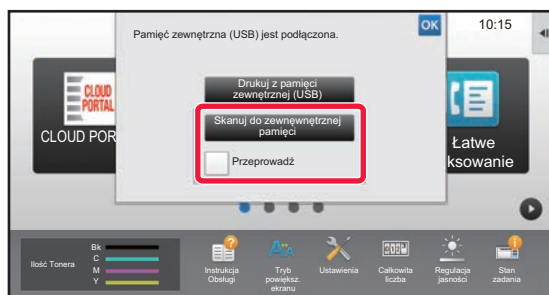 Pamięć zewnętrzna (USB) jest podłączona.
OK
10:15
Drukuj z pamięci
zewnętrznej (USB)
Skanuj do zewnęwnętrznej
pamięci
Przeprowadź
CLOUD
PORTAL
CLOUD POR
Łatwe
ksowanie
Ilość Tonera
Bk
C
M
Y
Instrukcja
Obsługi
Tryb
powiększ.
ekranu
Ustawienia
Całkowita
liczba
Regulacja
jasności
Stan
zadania